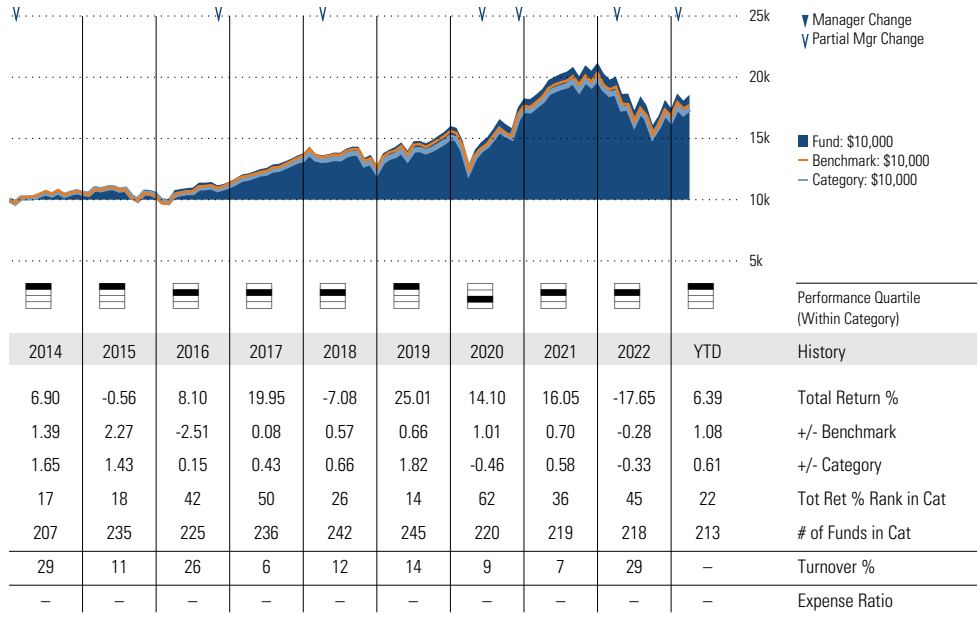 25k
▼ Manager Change
V Partial Mgr Change
20k
15k
Fund: $10,000
Benchmark: $10,000
Category: $10,000
10k
5k
Performance Quartile
(Within Category)
2014 2015 2016 2017 2018 2019 2020 2021 2022 YTD History
6.90 -0.56 8.10 19.95 -7.08 25.01 14.10 16.05 -17.65 6.39 Total Return %
1.39 2.27 -2.51 0.08 0.57 0.66 1.01 0.70 -0.28 1.08 +/- Benchmark
1.65 1.43 0.15 0.43 0.66 1.82 -0.46 0.58 -0.33 0.61 +/- Category
17 18 42 50 26 14 62 36 45 22 Tot Ret % Rank in Cat
207 235 225 236 242 245 220 219 218 213 # of Funds in Cat
29 11 26 6 12 14 9 7 29 – Turnover %
– – – – – – – – – – Expense Ratio